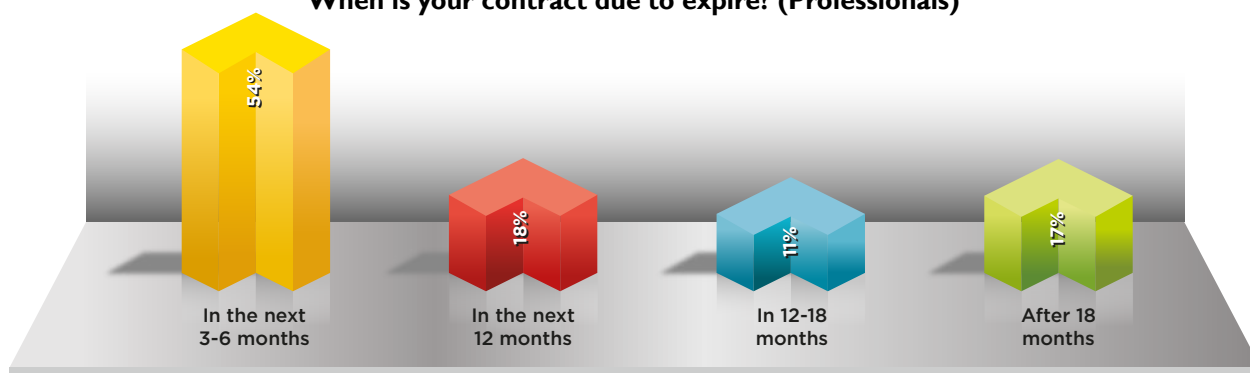 When is your contract due to expire? (Professionals)
54%
18%
11%
17%
In the next
3-6 months
In the next
12 months
In 12-18
months
After 18
months